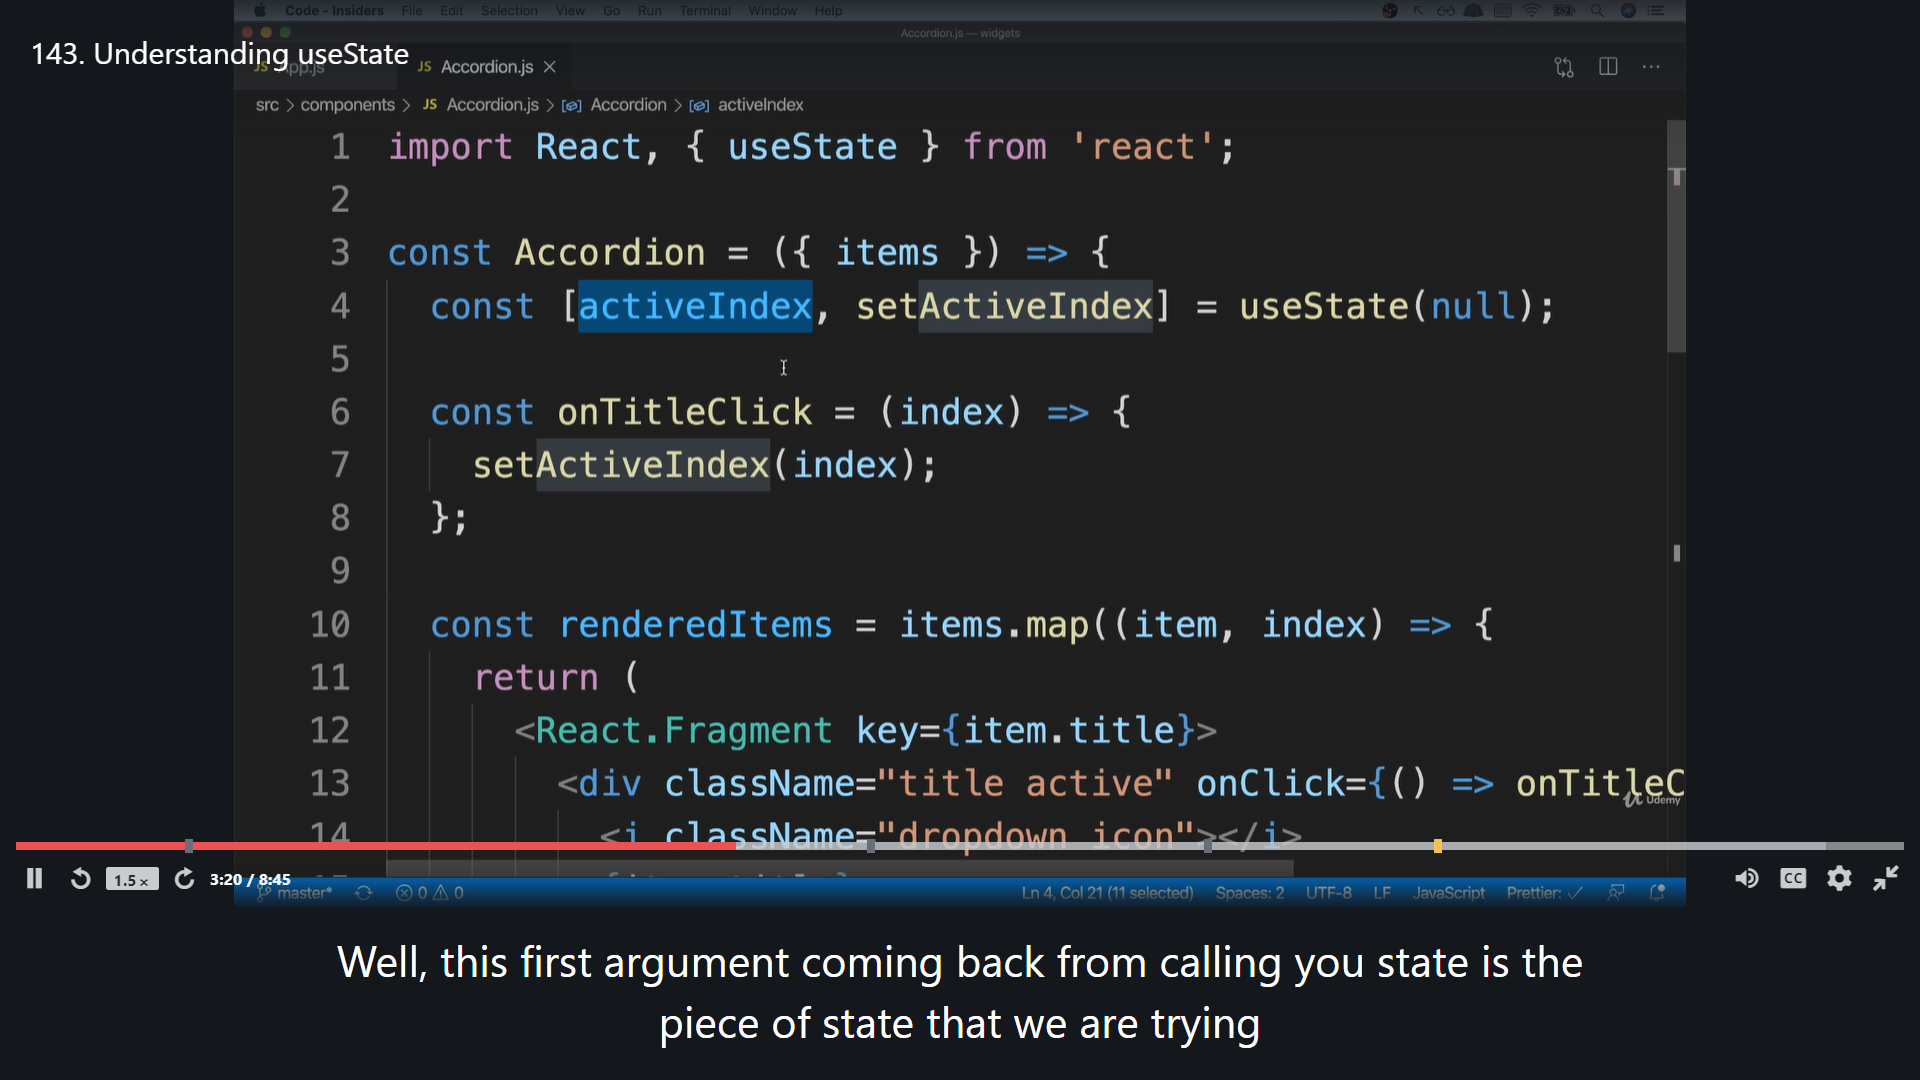 Code - Insiders File Edit Selection View Go Run Terminal Window Help
Accordion.js — widgets
143. Understanding useState
JS App.js JS Accordion.js
src > components > JS Accordion.js > Accordion > activeIndex
1 import React, { useState } from 'react';
2
3 const Accordion = ({ items }) => {
4 const [activeIndex, setActiveIndex] = useState(null);
5
6 const onTitleClick = (index) => {
7 setActiveIndex(index);
8 };
9
10 const renderedItems = items.map((item, index) => {
11 return (
12 <React.Fragment key={item.title}>
13 <div className="title active" onClick={() => onTitleC
Udemy
14 <i className="dropdown icon"></i>
1.5 x 3:20 / 8:45 CC
master* 0 0 Ln 4, Col 21 (11 selected) Spaces: 2 UTF-8 LF JavaScript Prettier: ✓
Well, this first argument coming back from calling you state is the
piece of state that we are trying